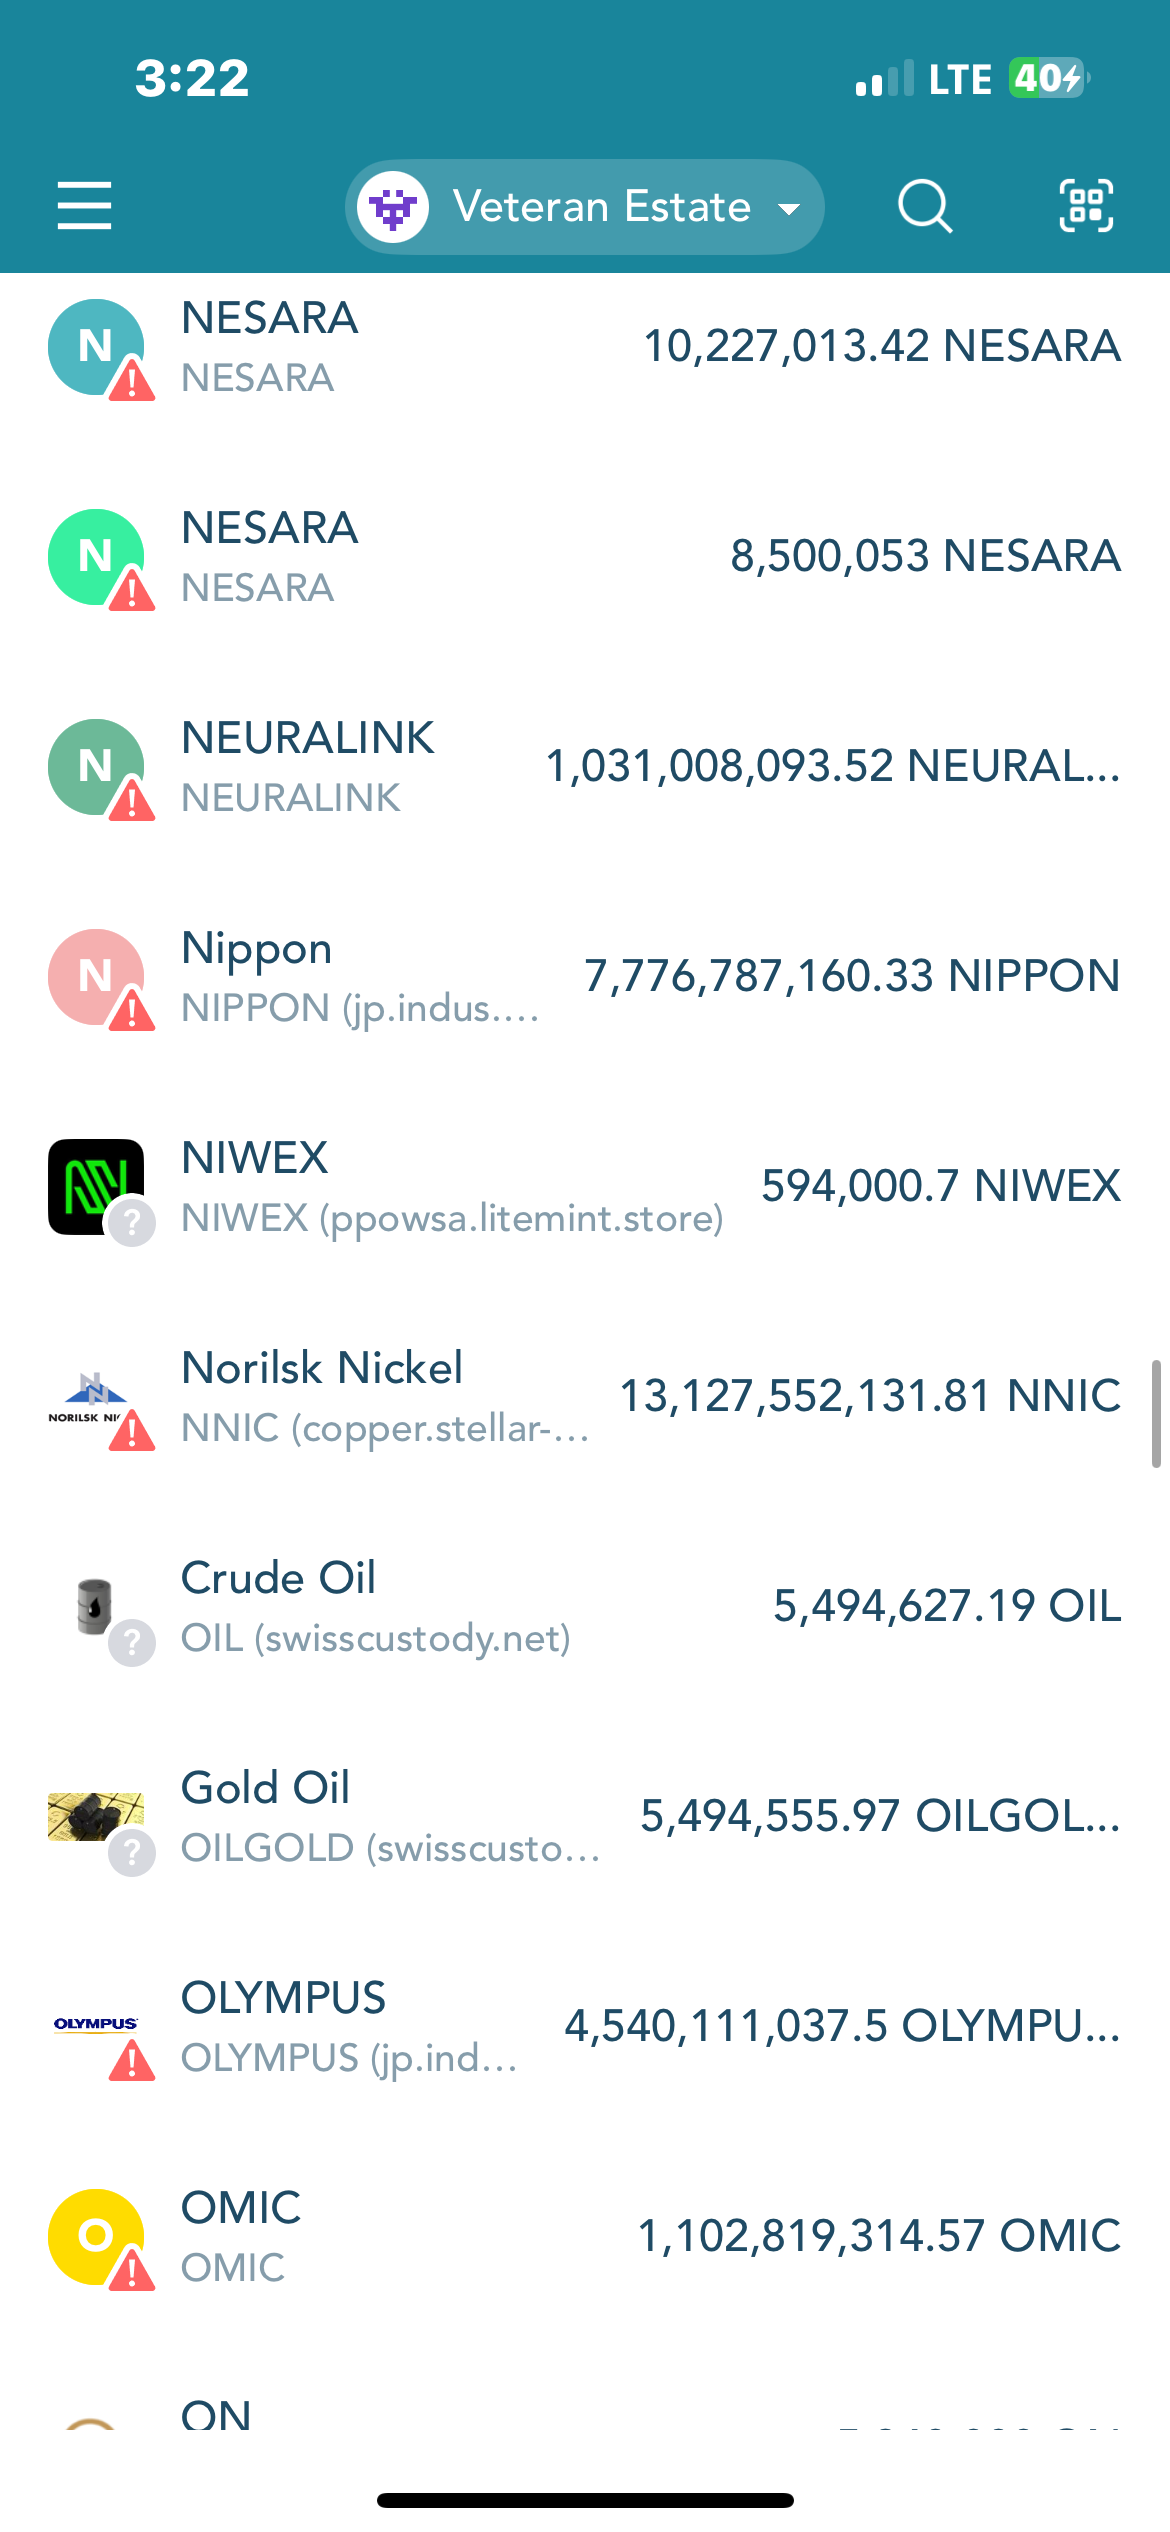 3:22
LTE
40
Veteran Estate
N
NESARA
NESARA
10,227,013.42 NESARA
N
NESARA
NESARA
8,500,053 NESARA
N
NEURALINK
NEURALINK
1,031,008,093.52 NEURAL...
N
Nippon
NIPPON (jp.indus....
7,776,787,160.33 NIPPON
NIWEX
NIWEX (ppowsa.litemint.store)
594,000.7 NIWEX
?
NORILSK NIC
Norilsk Nickel
NNIC (copper.stellar-...
13,127,552,131.81 NNIC
Crude Oil
OIL (swisscustody.net)
5,494,627.19 OIL
?
Gold Oil
OILGOLD (swisscusto...
5,494,555.97 OILGOL...
?
OLYMPUS
OLYMPUS
OLYMPUS (jp.ind...
4,540,111,037.5 OLYMPU...
O
OMIC
OMIC
1,102,819,314.57 OMIC
ON